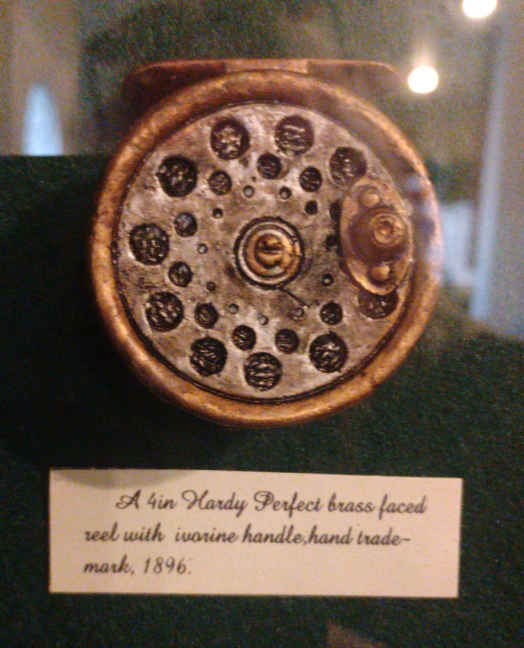 A 4in Hardy Perfect brass faced
reel with ivorine handle,hand trade-
mark, 1896.